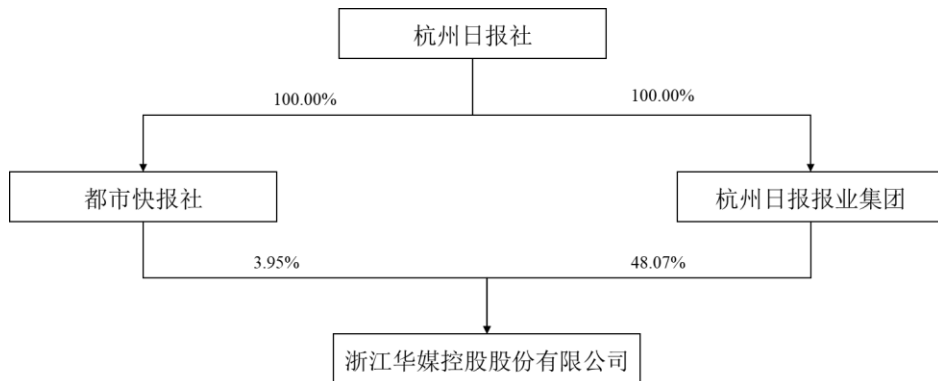 杭州日报社
100.00%
100.00%
都市快报社
杭州日报报业集团
3.95%
48.07%
浙江华媒控股股份有限公司